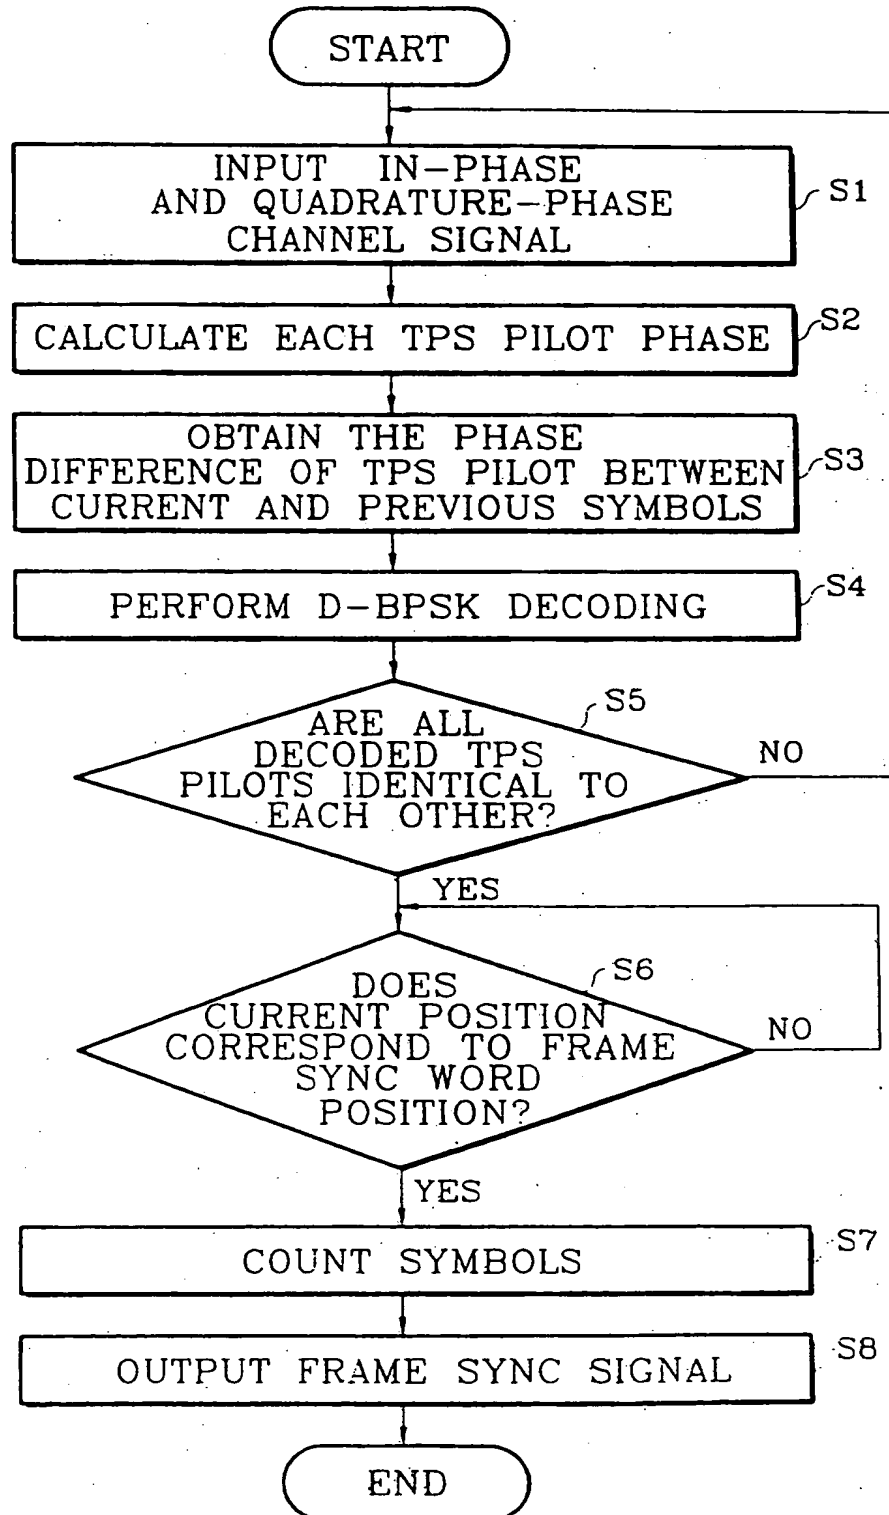 START
INPUT IN-PHASE
AND QUADRATURE-PHASE
CHANNEL SIGNAL
S1
CALCULATE EACH TPS PILOT PHASE
S2
OBTAIN THE PHASE
DIFFERENCE OF TPS PILOT BETWEEN
CURRENT AND PREVIOUS SYMBOLS
S3
PERFORM D-BPSK DECODING
S4
ARE ALL
DECODED TPS
PILOTS IDENTICAL TO
EACH OTHER?
S5
NO
YES
DOES
CURRENT POSITION
CORRESPOND TO FRAME
SYNC WORD
POSITION?
S6
NO
YES
COUNT SYMBOLS
S7
OUTPUT FRAME SYNC SIGNAL
S8
END